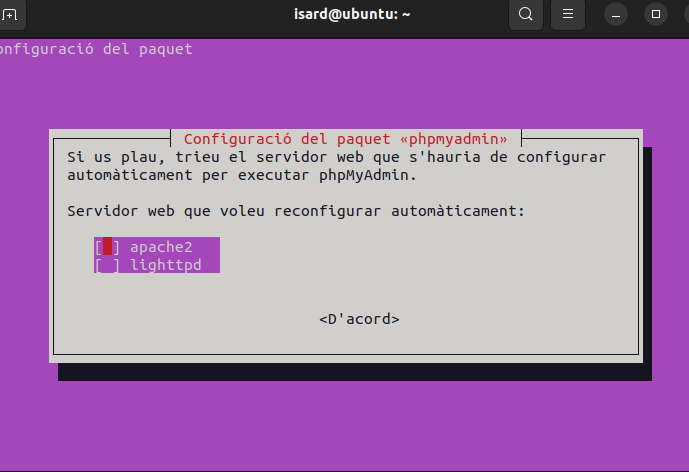 isard@ubuntu: ~
onfiguració del paquet
Configuració del paquet «phpmyadmin»
Si us plau, trieu el servidor web que s'hauria de configurar
automàticament per executar phpMyAdmin.
Servidor web que voleu reconfigurar automàticament:
[ ] apache2
[ ] lighttpd
<D'acord>